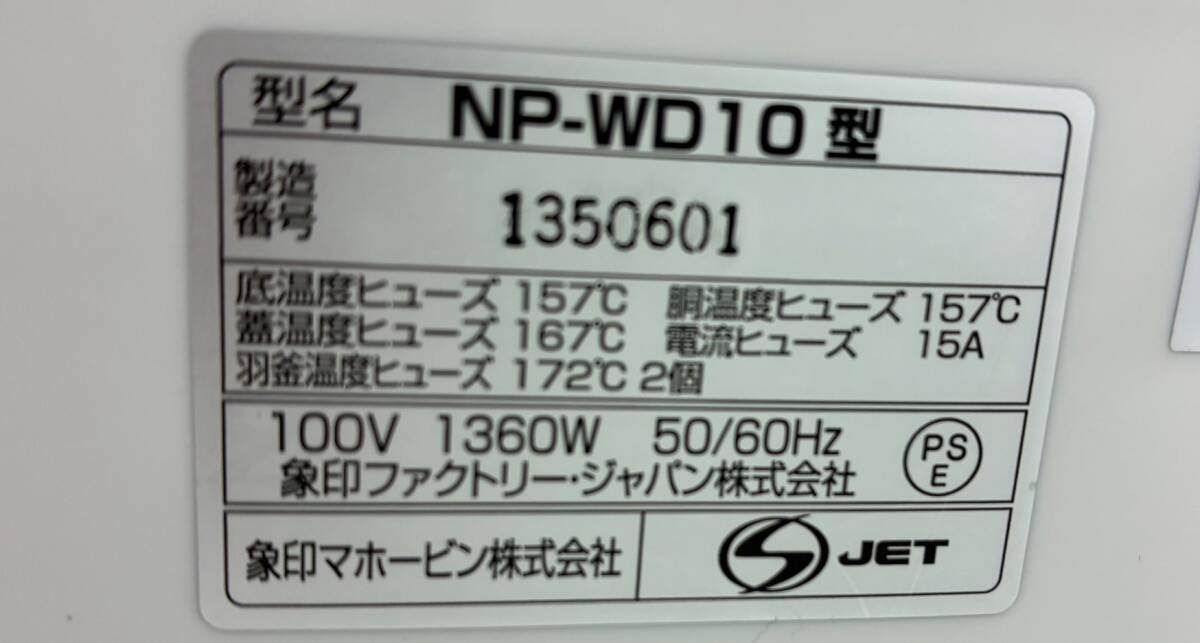 型名 NP-WD10 型
製造番号 1350601
底温度ヒューズ 157℃ 胴温度ヒューズ 157℃
蓋温度ヒューズ 167℃ 電流ヒューズ 15A
羽釜温度ヒューズ 172℃ 2個
100V 1360W 50/60Hz
象印ファクトリー・ジャパン株式会社
PSE
象印マホービン株式会社
JET